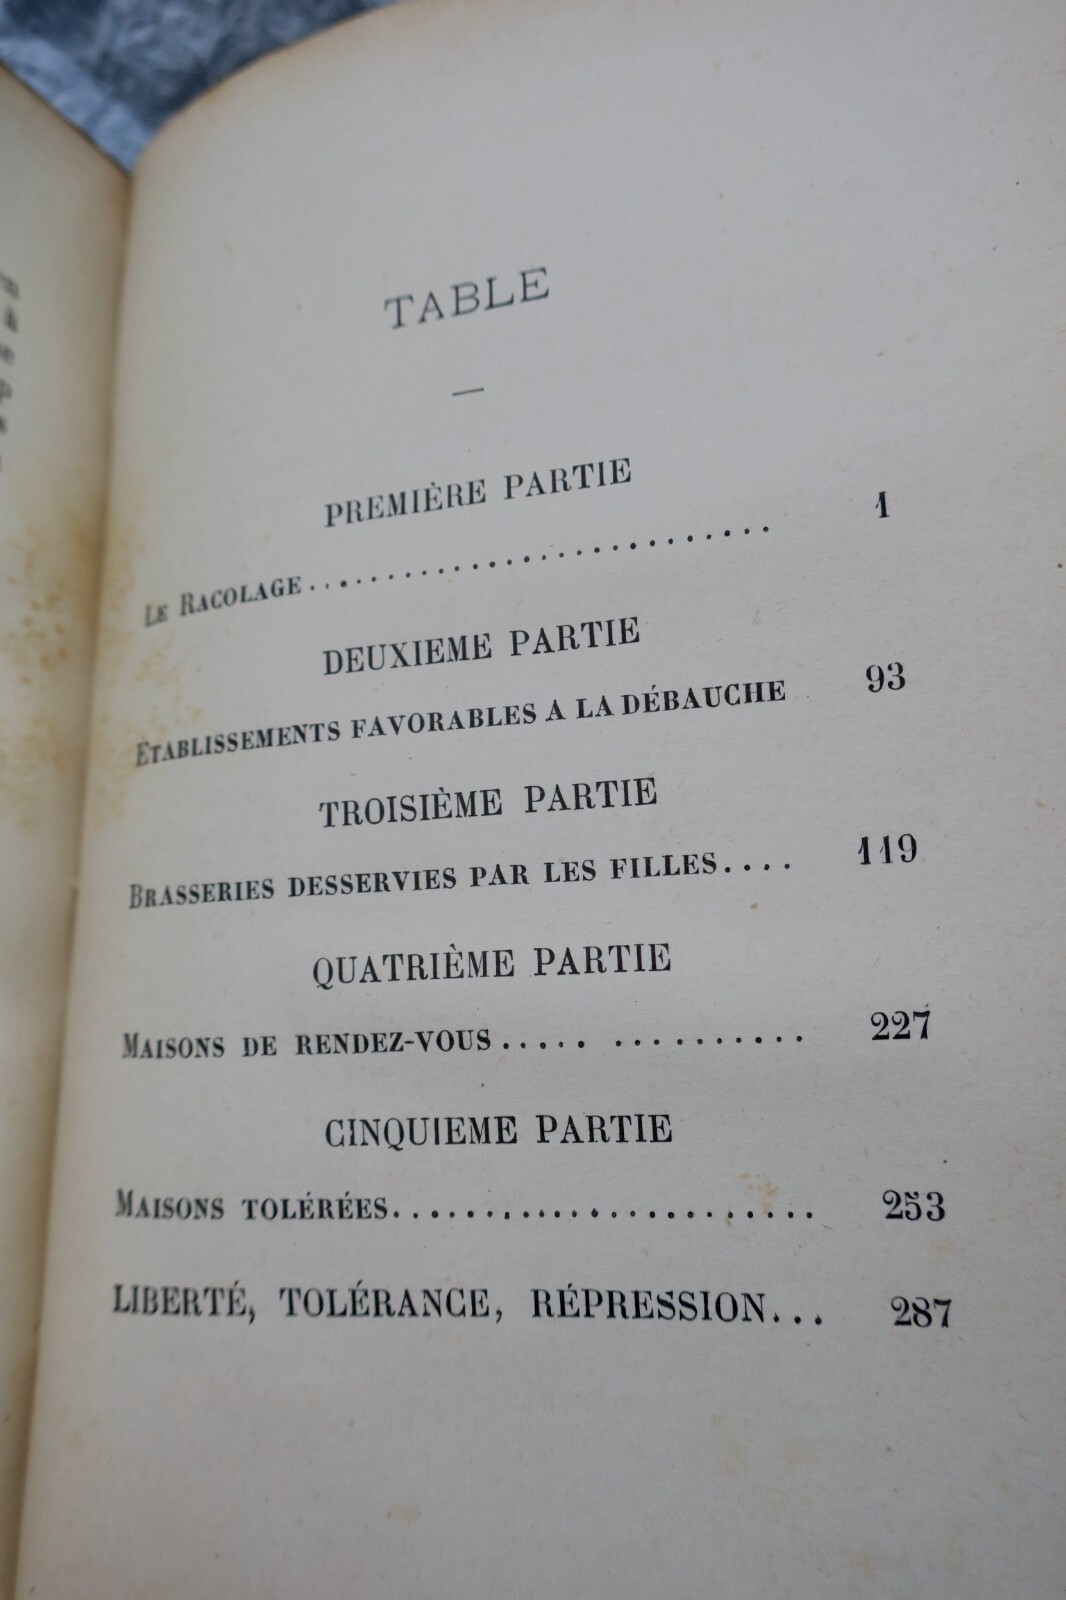 TABLE
—
PREMIÈRE PARTIE
LE RACOLAGE.......................... 1
DEUXIEME PARTIE
ETABLISSEMENTS FAVORABLES A LA DÉBAUCHE . 93
TROISIÈME PARTIE
BRASSERIES DESSERVIES PAR LES FILLES.... 119
QUATRIÈME PARTIE
MAISONS DE RENDEZ-VOUS..... .......... 227
CINQUIEME PARTIE
MAISONS TOLÉRÉES........................ 253
LIBERTÉ, TOLÉRANCE, RÉPRESSION... 287